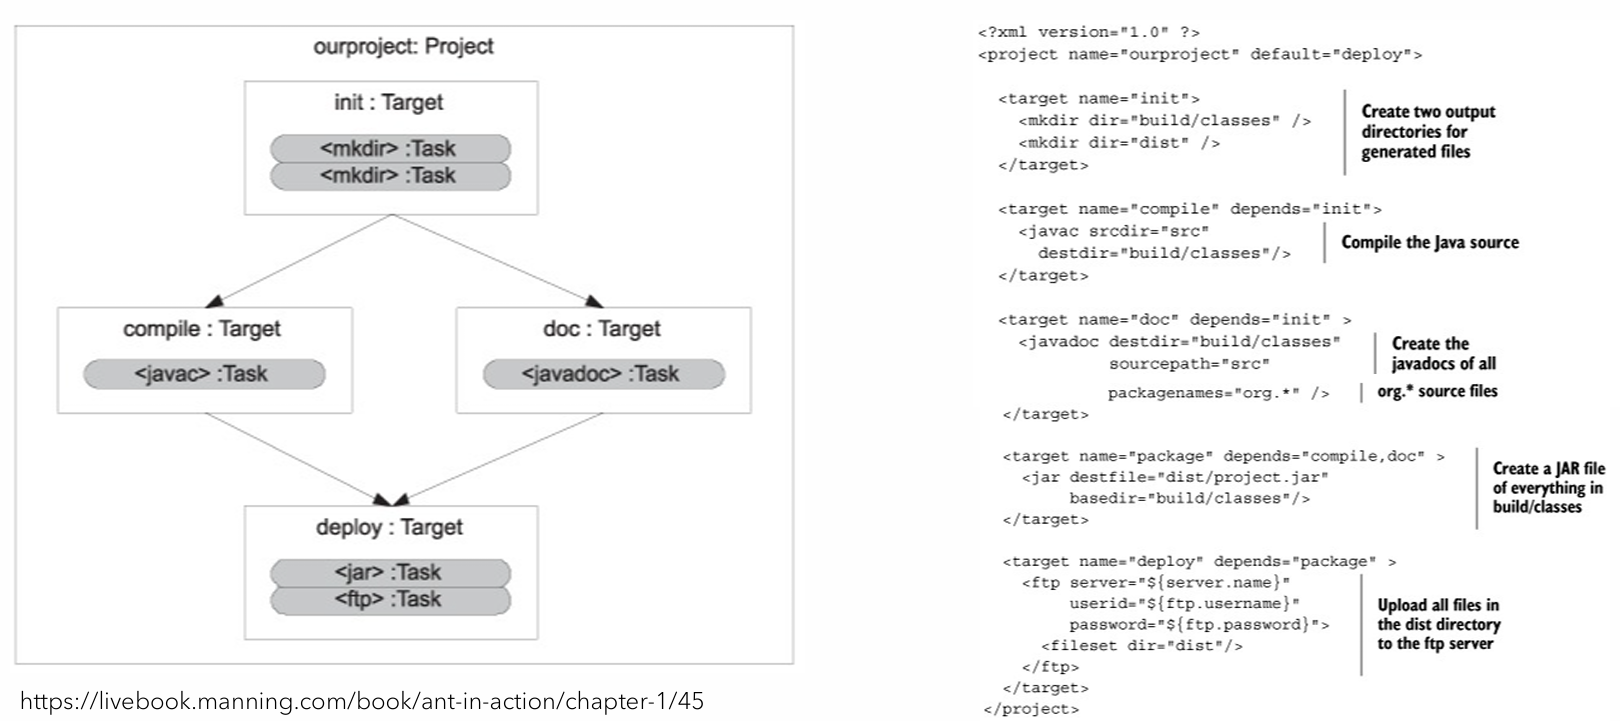 ourproject: Project
init : Target
<mkdir> :Task
<mkdir> :Task
compile : Target
<javac> :Task
doc : Target
<javadoc> :Task
deploy : Target
<jar> :Task
<ftp> :Task
https://livebook.manning.com/book/ant-in-action/chapter-1/45
<?xml version="1.0" ?>
<project name="ourproject" default="deploy">
<target name="init">
<mkdir dir="build/classes" />
<mkdir dir="dist" />
</target>
Create two output
directories for
generated files
<target name="compile" depends="init">
<javac srcdir="src"
destdir="build/classes"/>
</target>
Compile the Java source
<target name="doc" depends="init" >
<javadoc destdir="build/classes"
sourcepath="src"
packagenames="org.*" />
</target>
Create the
javadocs of all
org.* source files
<target name="package" depends="compile,doc" >
<jar destfile="dist/project.jar"
basedir="build/classes"/>
</target>
Create a JAR file
of everything in
build/classes
<target name="deploy" depends="package" >
<ftp server="${server.name}"
userid="${ftp.username}"
password="${ftp.password}">
<fileset dir="dist"/>
</ftp>
</target>
</project>
Upload all files in
the dist directory
to the ftp server